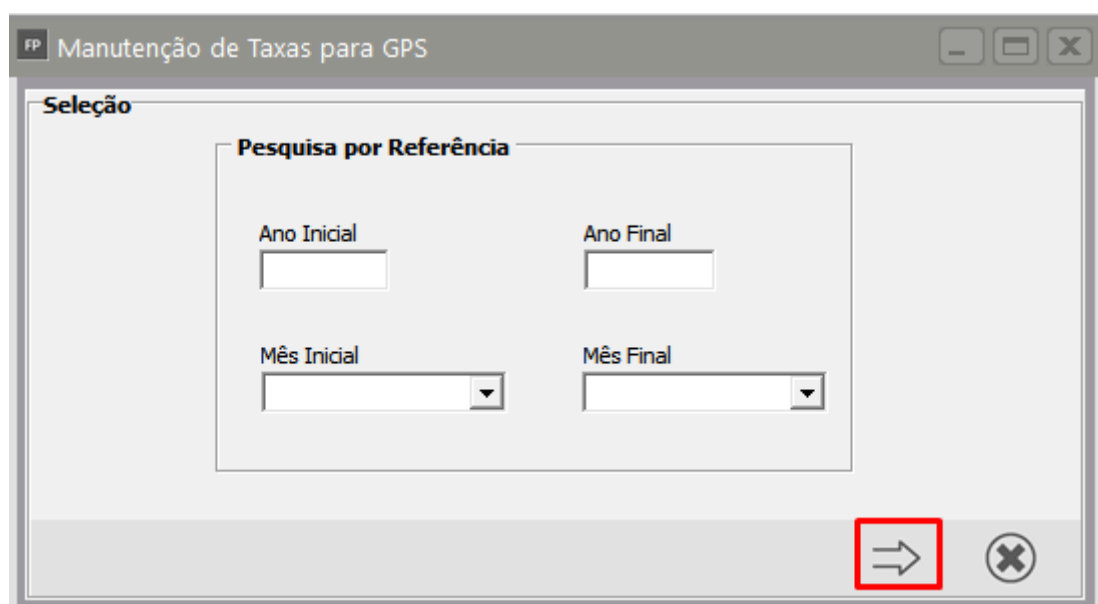 FP Manutenção de Taxas para GPS
Seleção
Pesquisa por Referência
Ano Inicial
Ano Final
Mês Inicial
Mês Final